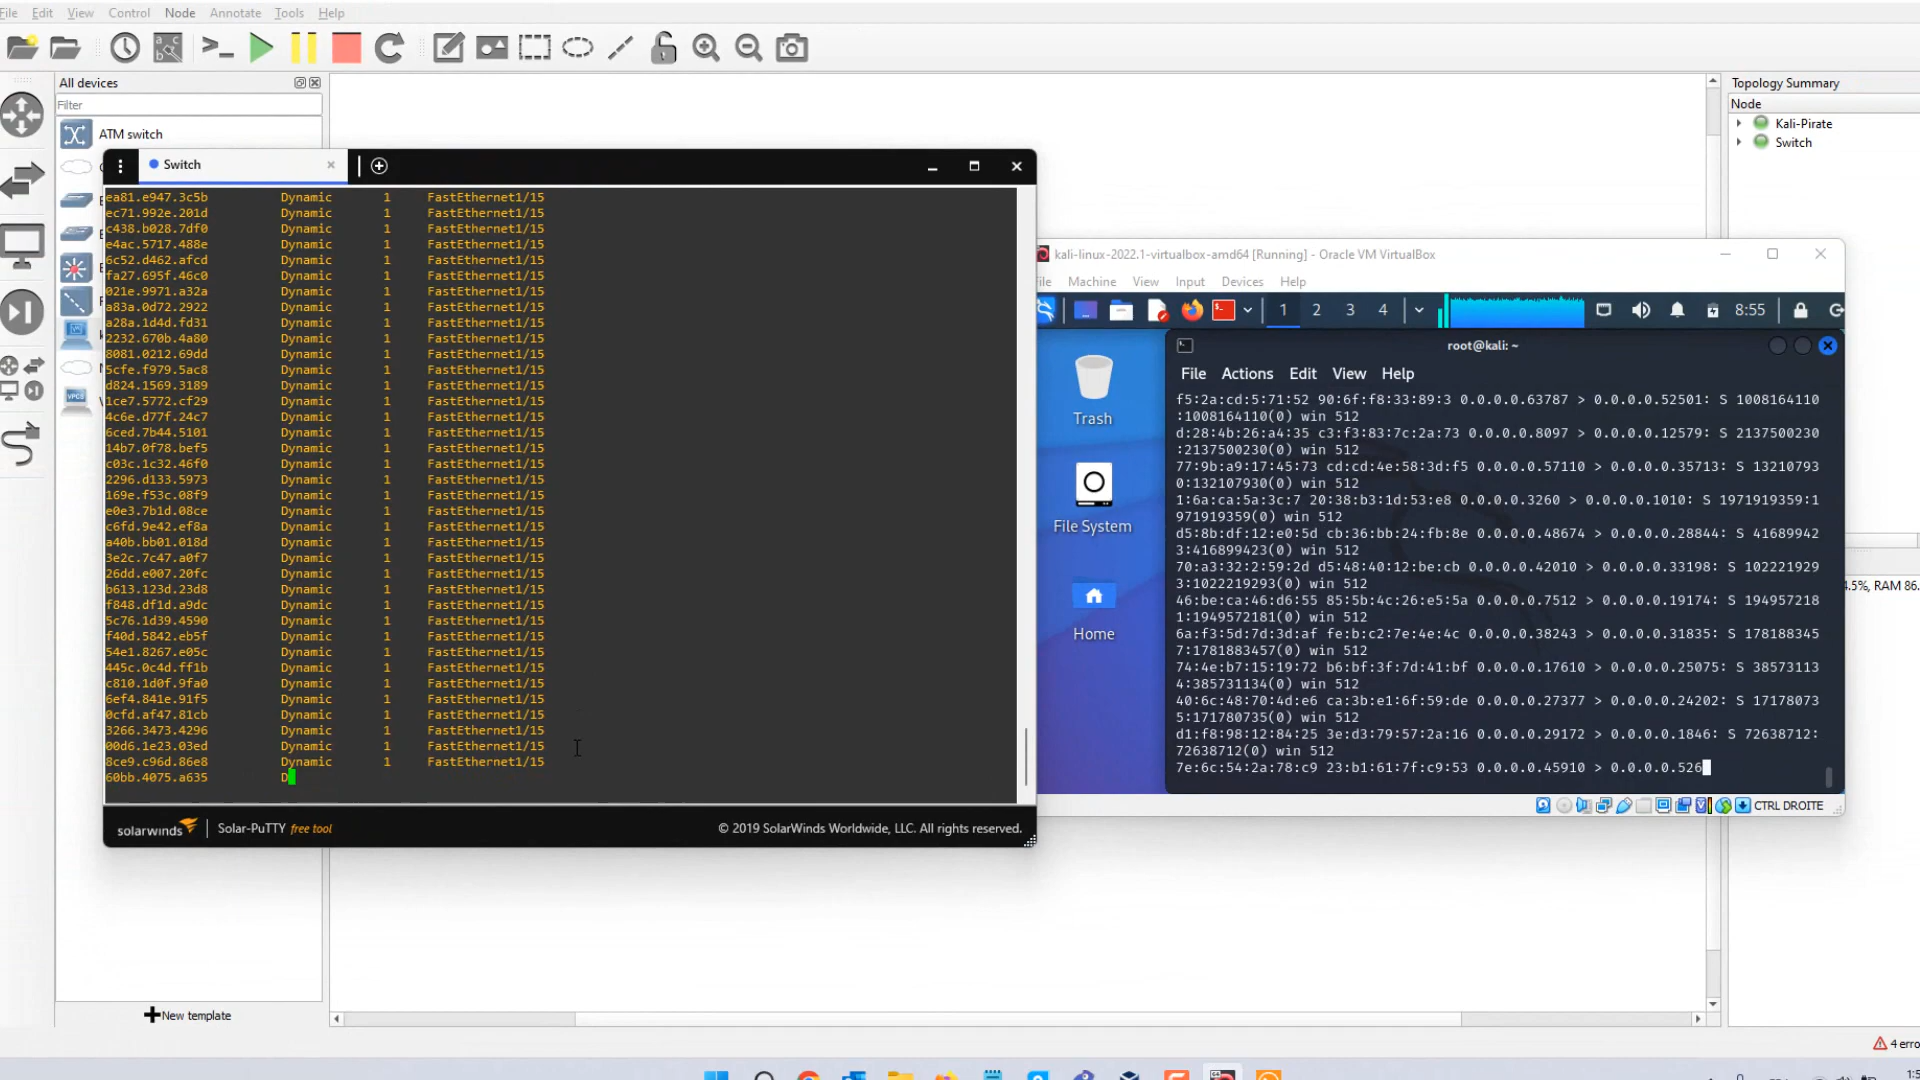 File Edit View Control Node Annotate Tools Help
All devices
Filter
ATM switch
New template
Switch
ea81.e947.3c5b Dynamic 1 FastEthernet1/15
ec71.992e.201d Dynamic 1 FastEthernet1/15
c438.b028.7df0 Dynamic 1 FastEthernet1/15
e4ac.5717.488e Dynamic 1 FastEthernet1/15
6c52.d462.afcd Dynamic 1 FastEthernet1/15
fa27.695f.46c0 Dynamic 1 FastEthernet1/15
021e.9971.a32a Dynamic 1 FastEthernet1/15
a83a.0d72.2922 Dynamic 1 FastEthernet1/15
a28a.1d4d.fd31 Dynamic 1 FastEthernet1/15
2232.670b.4a80 Dynamic 1 FastEthernet1/15
8081.0212.69dd Dynamic 1 FastEthernet1/15
5cfe.f979.5ac8 Dynamic 1 FastEthernet1/15
d824.1569.3189 Dynamic 1 FastEthernet1/15
1ce7.5772.cf29 Dynamic 1 FastEthernet1/15
4c6e.d77f.24c7 Dynamic 1 FastEthernet1/15
6ced.7b44.5101 Dynamic 1 FastEthernet1/15
14b7.0f78.bef5 Dynamic 1 FastEthernet1/15
c03c.1c32.46f0 Dynamic 1 FastEthernet1/15
2296.d133.5973 Dynamic 1 FastEthernet1/15
169e.f53c.08f9 Dynamic 1 FastEthernet1/15
e0e3.7b1d.08ce Dynamic 1 FastEthernet1/15
c6fd.9e42.ef8a Dynamic 1 FastEthernet1/15
a40b.bb01.018d Dynamic 1 FastEthernet1/15
3e2c.7c47.a0f7 Dynamic 1 FastEthernet1/15
26dd.e007.20fc Dynamic 1 FastEthernet1/15
b613.123d.23d8 Dynamic 1 FastEthernet1/15
f848.df1d.a9dc Dynamic 1 FastEthernet1/15
5c76.1d39.4590 Dynamic 1 FastEthernet1/15
f40d.5842.eb5f Dynamic 1 FastEthernet1/15
54e1.8267.e05c Dynamic 1 FastEthernet1/15
445c.0c4d.ff1b Dynamic 1 FastEthernet1/15
c810.1d0f.9fa0 Dynamic 1 FastEthernet1/15
6ef4.841e.91f5 Dynamic 1 FastEthernet1/15
0cfd.af47.81cb Dynamic 1 FastEthernet1/15
3266.3473.4296 Dynamic 1 FastEthernet1/15
00d6.1e23.03ed Dynamic 1 FastEthernet1/15
8ce9.c96d.86e8 Dynamic 1 FastEthernet1/15
60bb.4075.a635 D
solarwinds Solar-PuTTY free tool © 2019 SolarWinds Worldwide, LLC. All rights reserved.
kali-linux-2022.1-virtualbox-amd64 [Running] - Oracle VM VirtualBox
Machine View Input Devices Help
1 2 3 4 8:55
Trash
File System
Home
root@kali: ~
File Actions Edit View Help
f5:2a:cd:5:71:52 90:6f:f8:33:89:3 0.0.0.0.63787 > 0.0.0.0.52501: S 1008164110
:1008164110(0) win 512
d:28:4b:26:a4:35 c3:f3:83:7c:2a:73 0.0.0.0.8097 > 0.0.0.0.12579: S 2137500230
:2137500230(0) win 512
77:9b:a9:17:45:73 cd:cd:4e:58:3d:f5 0.0.0.0.57110 > 0.0.0.0.35713: S 13210793
0:132107930(0) win 512
1:6a:ca:5a:3c:7 20:38:b3:1d:53:e8 0.0.0.0.3260 > 0.0.0.0.1010: S 1971919359:1
971919359(0) win 512
d5:8b:df:12:e0:5d cb:36:bb:24:fb:8e 0.0.0.0.48674 > 0.0.0.0.28844: S 41689942
3:416899423(0) win 512
70:a3:32:2:59:2d d5:48:40:12:be:cb 0.0.0.0.42010 > 0.0.0.0.33198: S 102221929
3:1022219293(0) win 512
46:be:ca:46:d6:55 85:5b:4c:26:e5:5a 0.0.0.0.7512 > 0.0.0.0.19174: S 194957218
1:1949572181(0) win 512
6a:f3:5d:7d:3d:af fe:b:c2:7e:4e:4c 0.0.0.0.38243 > 0.0.0.0.31835: S 178188345
7:1781883457(0) win 512
74:4e:b7:15:19:72 b6:bf:3f:7d:41:bf 0.0.0.0.17610 > 0.0.0.0.25075: S 38573113
4:385731134(0) win 512
40:6c:48:70:4d:e6 ca:3b:e1:6f:59:de 0.0.0.0.27377 > 0.0.0.0.24202: S 17178073
5:171780735(0) win 512
d1:f8:98:12:84:25 3e:d3:79:57:2a:16 0.0.0.0.29172 > 0.0.0.0.1846: S 72638712:
72638712(0) win 512
7e:6c:54:2a:78:c9 23:b1:61:7f:c9:53 0.0.0.0.45910 > 0.0.0.0.526
CTRL DROITE
Topology Summary
Node
Kali-Pirate
Switch
4.5%, RAM 86.
4 erro